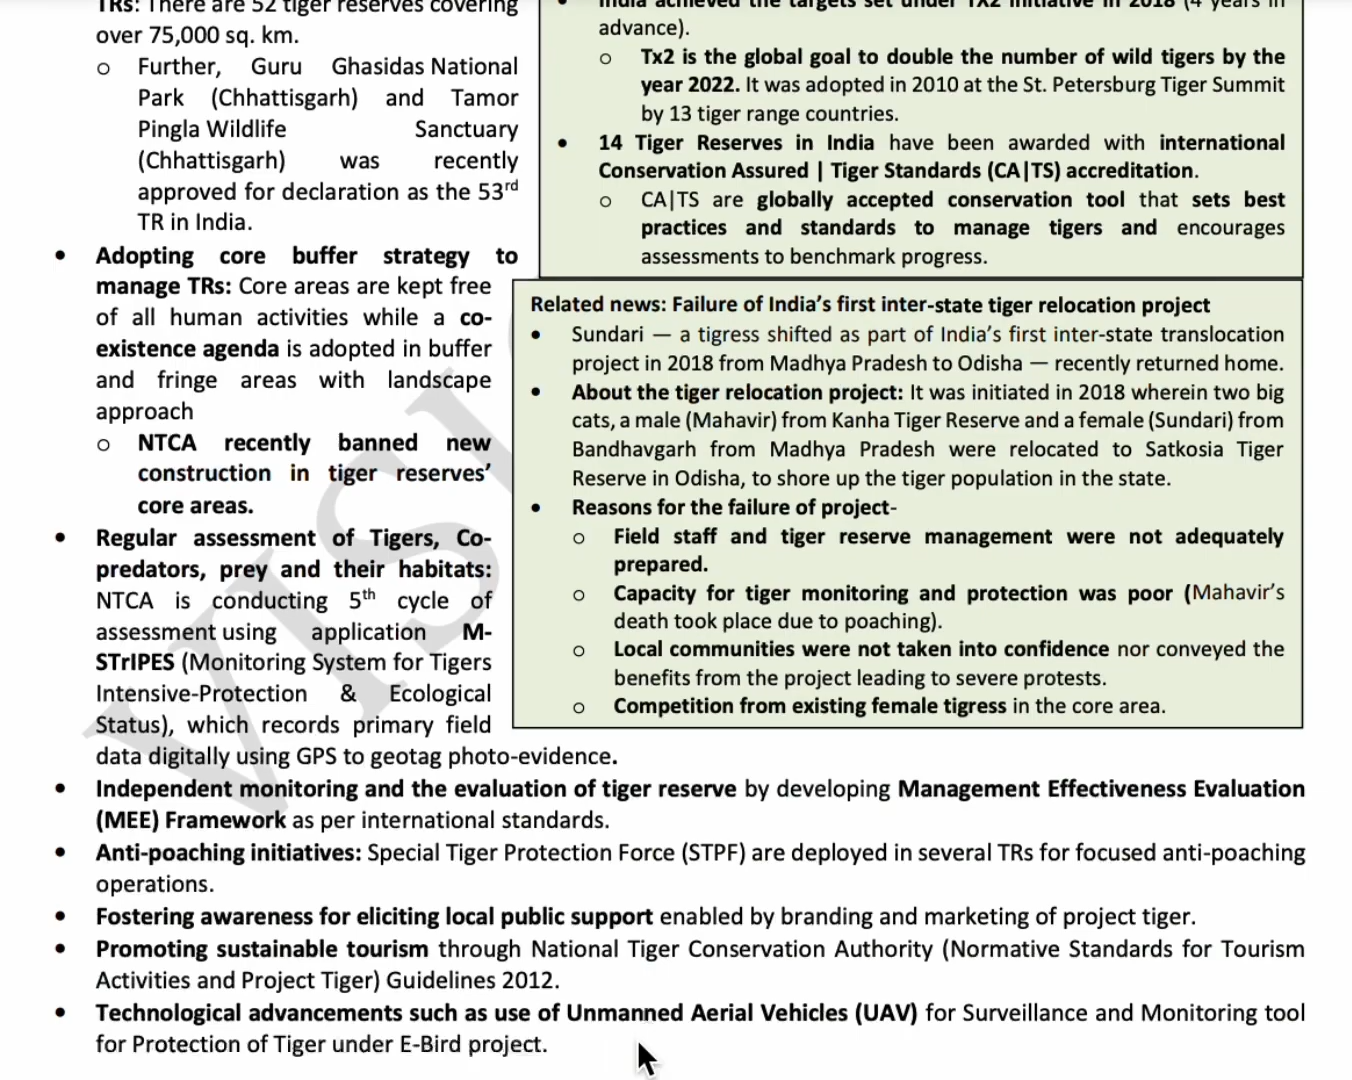 TRs: There are 52 tiger reserves covering
over 75,000 sq. km.
o Further, Guru Ghasidas National
Park (Chhattisgarh) and Tamor
Pingla Wildlife Sanctuary
(Chhattisgarh) was recently
approved for declaration as the 53rd
TR in India.
• Adopting core buffer strategy to
manage TRs: Core areas are kept free
of all human activities while a co-
existence agenda is adopted in buffer
and fringe areas with landscape
approach
o NTCA recently banned new
construction in tiger reserves'
core areas.
• Regular assessment of Tigers, Co-
predators, prey and their habitats:
NTCA is conducting 5th cycle of
assessment using application M-
STrIPES (Monitoring System for Tigers
Intensive-Protection & Ecological
Status), which records primary field
data digitally using GPS to geotag photo-evidence.
• India achieved the targets set under TX2 initiative in 2018 (4 years in
advance).
o Tx2 is the global goal to double the number of wild tigers by the
year 2022. It was adopted in 2010 at the St. Petersburg Tiger Summit
by 13 tiger range countries.
• 14 Tiger Reserves in India have been awarded with international
Conservation Assured | Tiger Standards (CA|TS) accreditation.
o CA|TS are globally accepted conservation tool that sets best
practices and standards to manage tigers and encourages
assessments to benchmark progress.
Related news: Failure of India's first inter-state tiger relocation project
• Sundari — a tigress shifted as part of India's first inter-state translocation
project in 2018 from Madhya Pradesh to Odisha — recently returned home.
• About the tiger relocation project: It was initiated in 2018 wherein two big
cats, a male (Mahavir) from Kanha Tiger Reserve and a female (Sundari) from
Bandhavgarh from Madhya Pradesh were relocated to Satkosia Tiger
Reserve in Odisha, to shore up the tiger population in the state.
• Reasons for the failure of project-
o Field staff and tiger reserve management were not adequately
prepared.
o Capacity for tiger monitoring and protection was poor (Mahavir's
death took place due to poaching).
o Local communities were not taken into confidence nor conveyed the
benefits from the project leading to severe protests.
o Competition from existing female tigress in the core area.
• Independent monitoring and the evaluation of tiger reserve by developing Management Effectiveness Evaluation
(MEE) Framework as per international standards.
• Anti-poaching initiatives: Special Tiger Protection Force (STPF) are deployed in several TRs for focused anti-poaching
operations.
• Fostering awareness for eliciting local public support enabled by branding and marketing of project tiger.
• Promoting sustainable tourism through National Tiger Conservation Authority (Normative Standards for Tourism
Activities and Project Tiger) Guidelines 2012.
• Technological advancements such as use of Unmanned Aerial Vehicles (UAV) for Surveillance and Monitoring tool
for Protection of Tiger under E-Bird project.
VIS